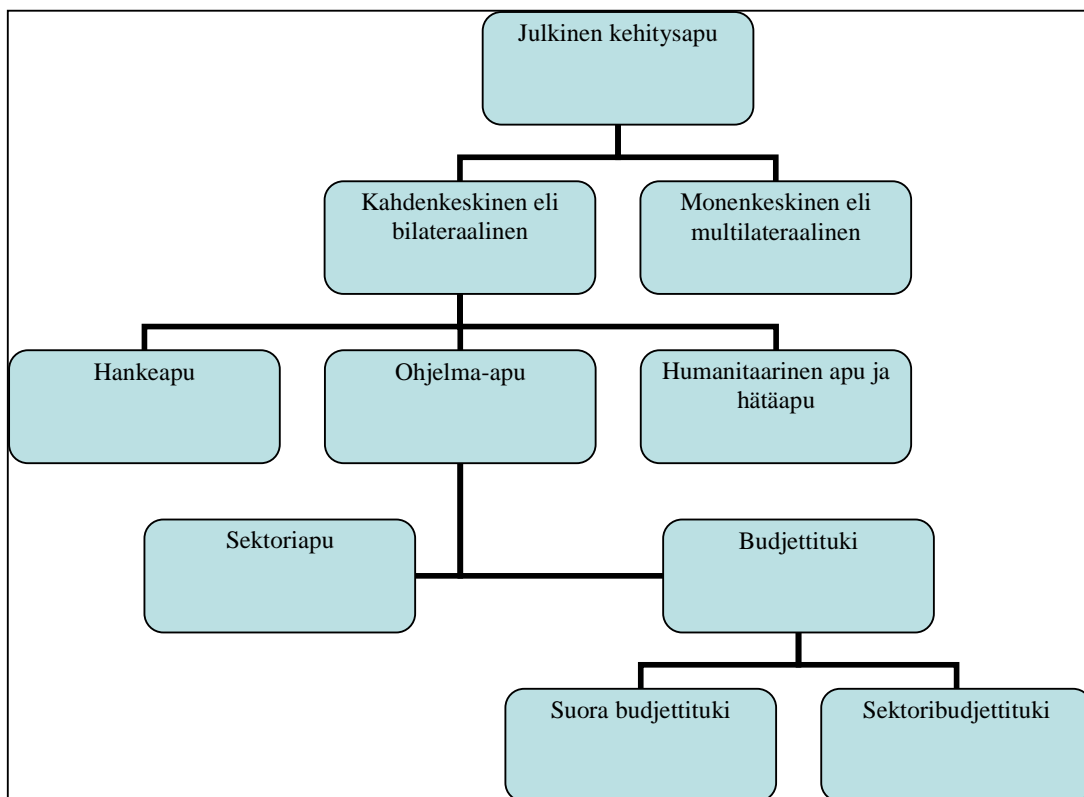 Julkinen kehitysapu
Kahdenkeskinen eli
bilateraalinen
Monenkeskinen eli
multilateraalinen
Hankeapu
Ohjelma-apu
Humanitaarinen apu ja
hätäapu
Sektoriapu
Budjettituki
Suora budjettituki
Sektoribudjettituki